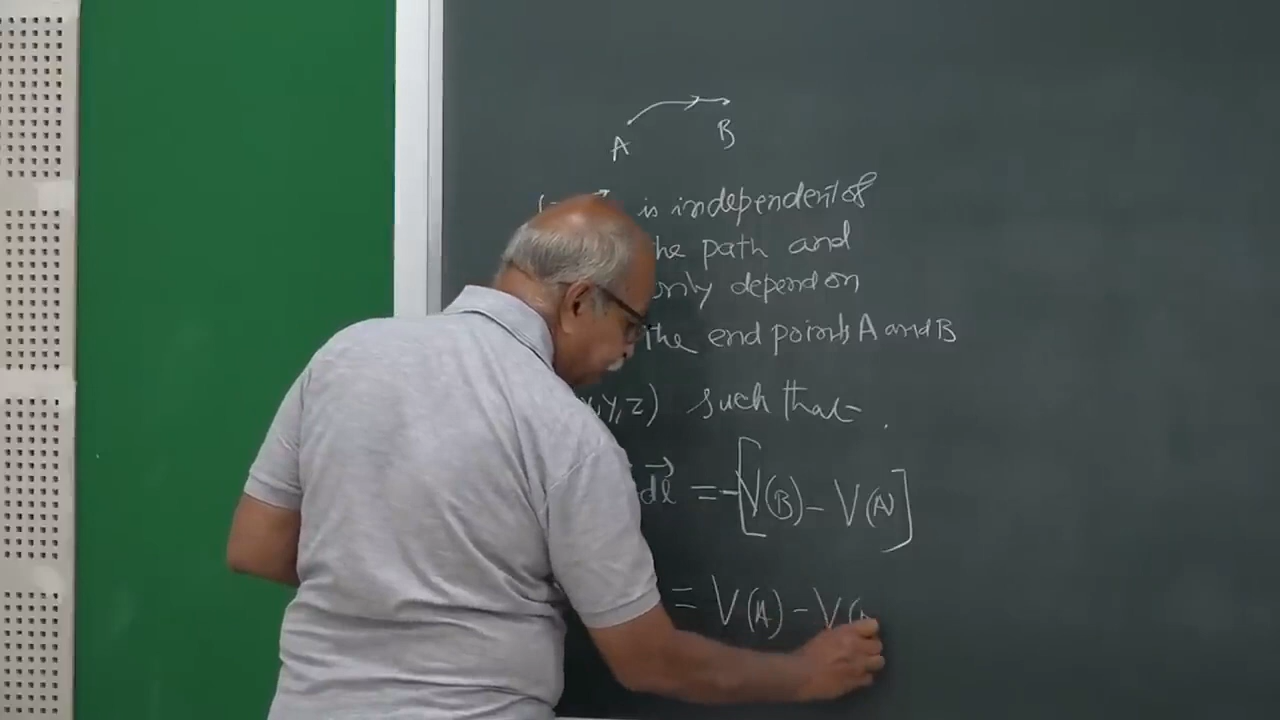 A B
is independent of
the path and
only depend on
the end points A and B
x,y,z) such that
dl⃗ = -[V(B) - V(A)]
= V(A) - V(